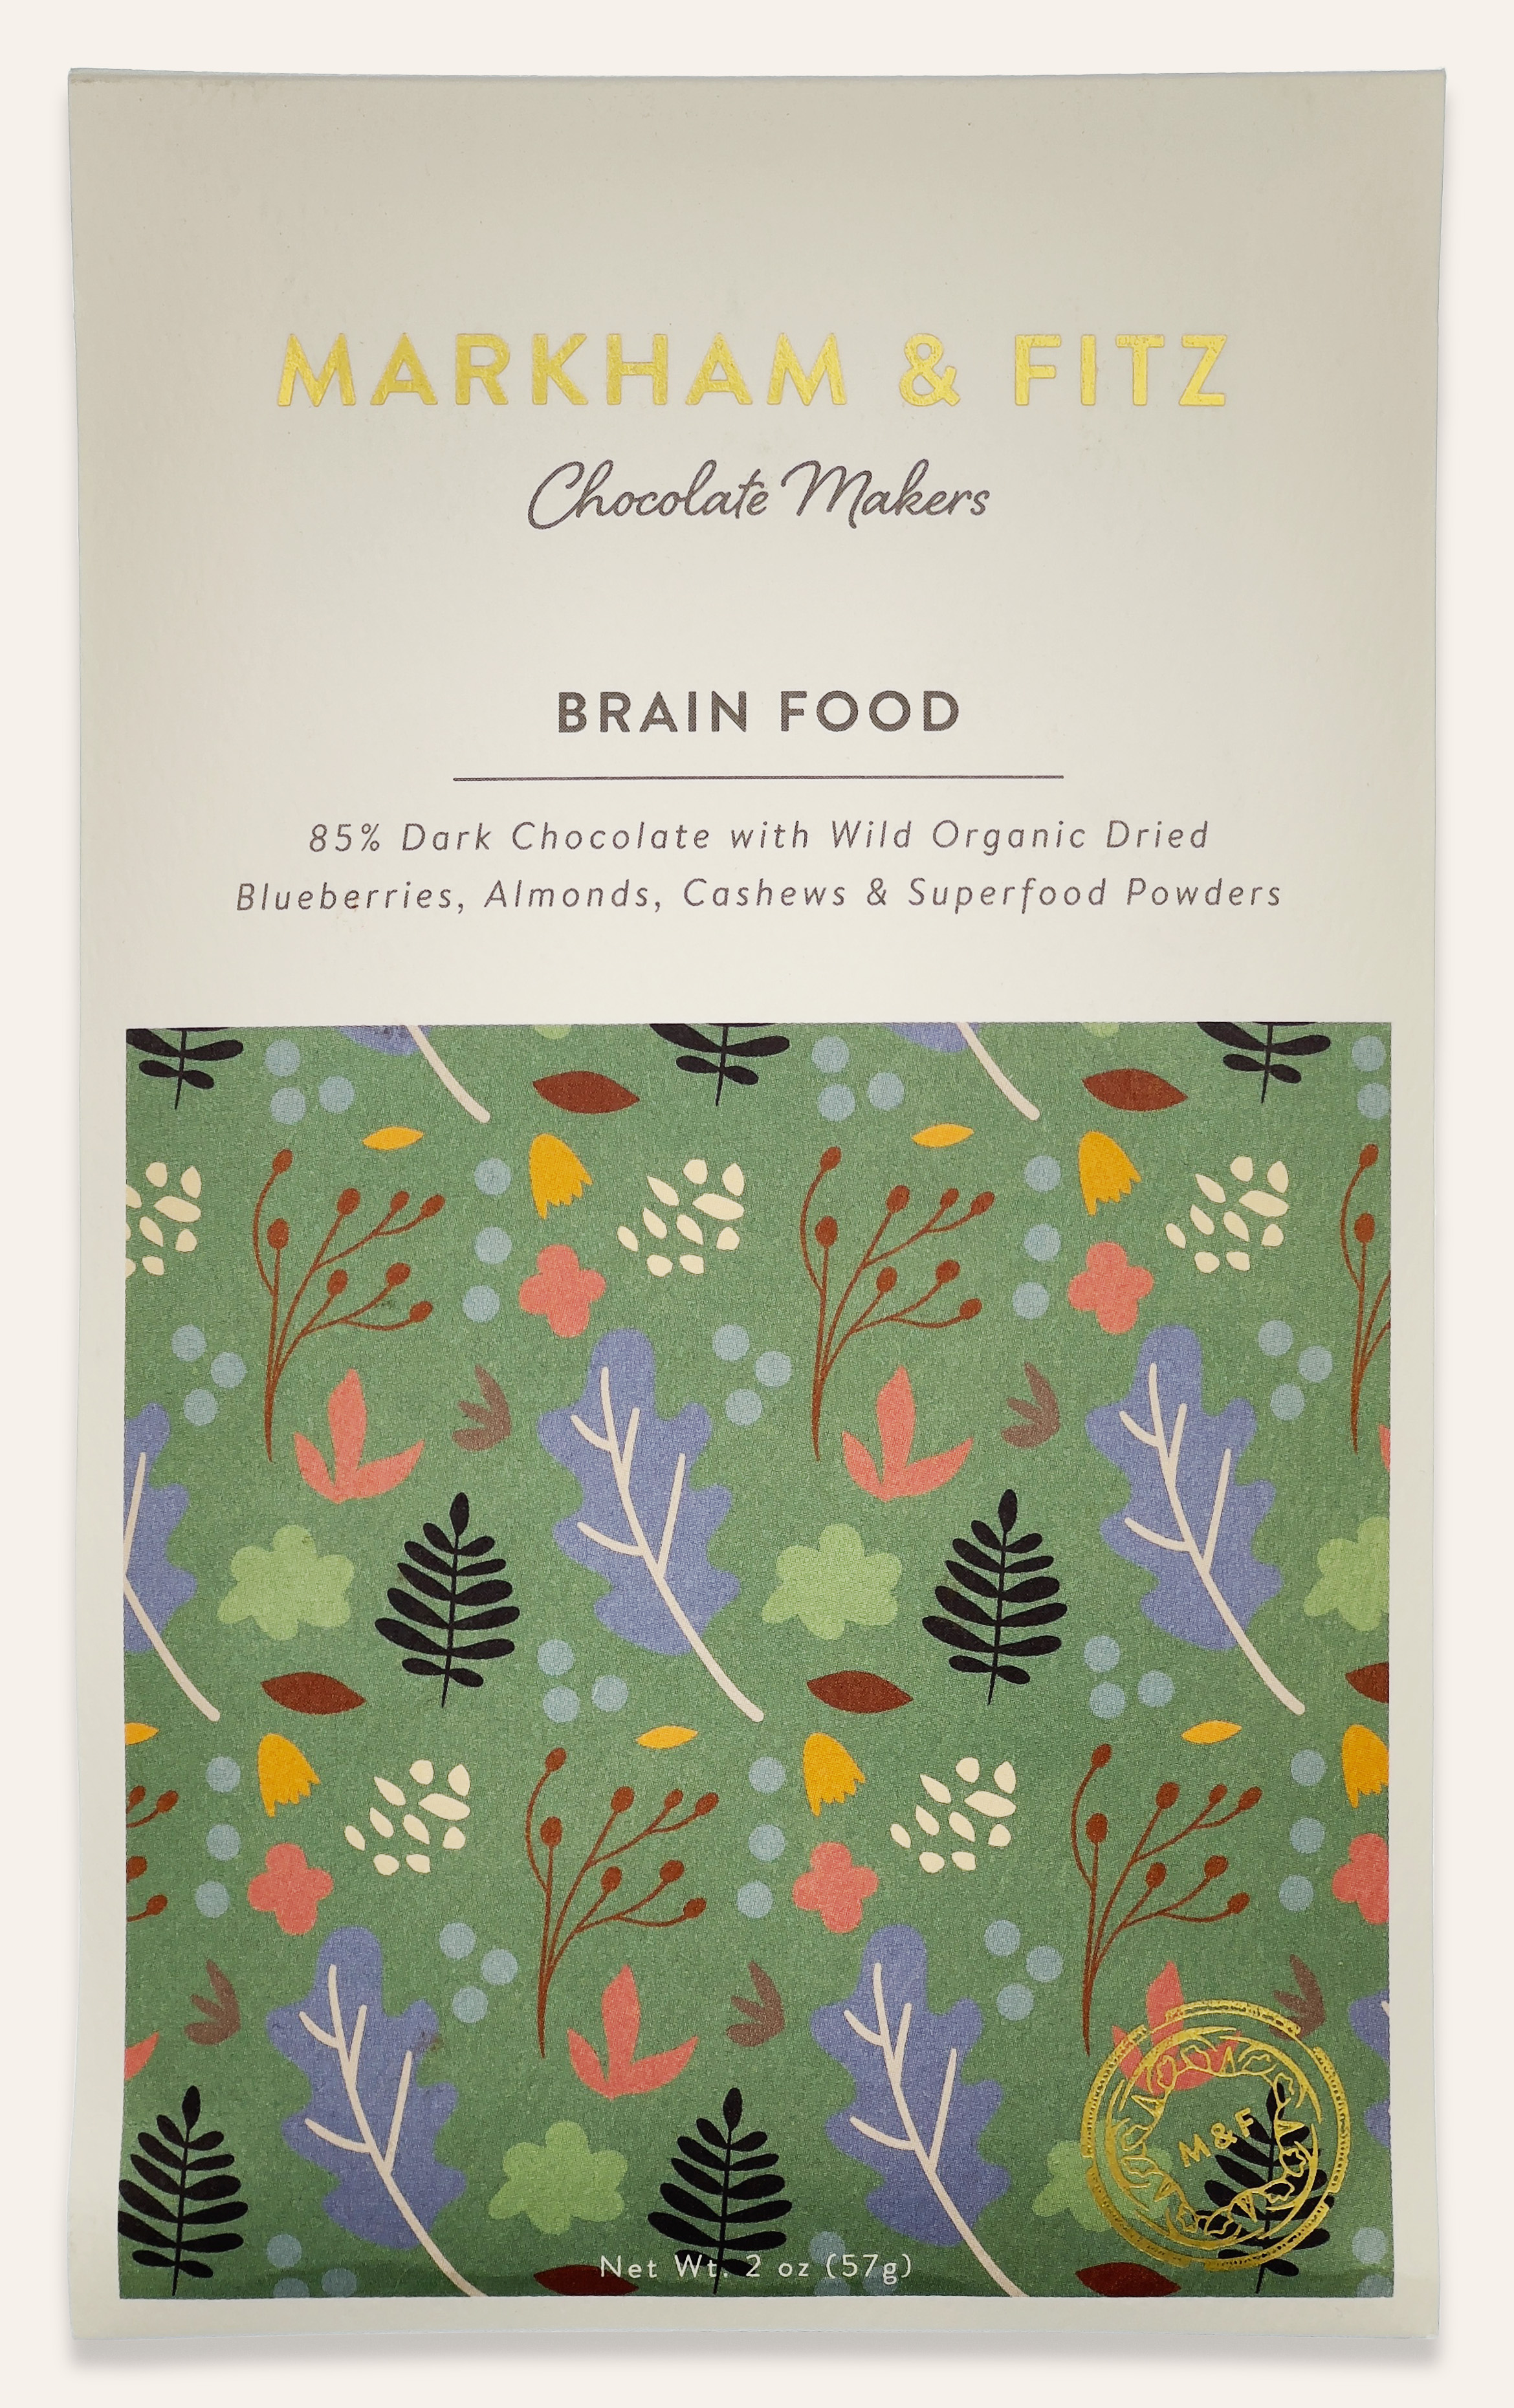 MARKHAM & FITZ
Chocolate Makers
BRAIN FOOD
85% Dark Chocolate with Wild Organic Dried
Blueberries, Almonds, Cashews & Superfood Powders
M&F
Net Wt. 2 oz (57g)